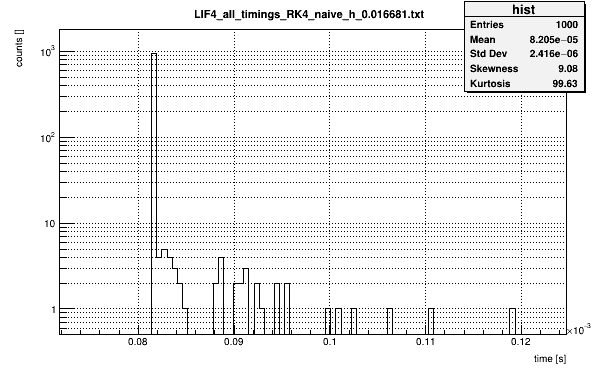 LIF4_all_timings_RK4_naive_h_0.016681.txt
hist
Entries 1000
Mean 8.205e−05
Std Dev 2.416e−06
Skewness 9.08
Kurtosis 99.63
counts []
10³
10²
10
1
0.08 0.09 0.1 0.11 0.12
×10⁻³
time [s]